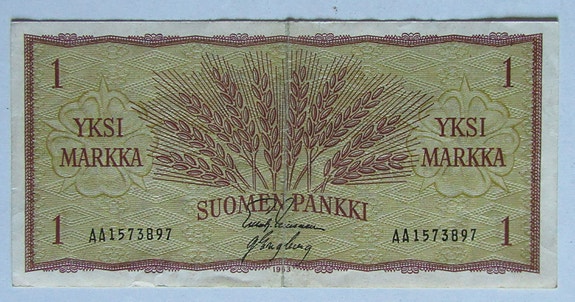 1 1
YKSI MARKKA
YKSI MARKKA
SUOMEN PANKKI
1 AA1573897
AA1573897 1
1963